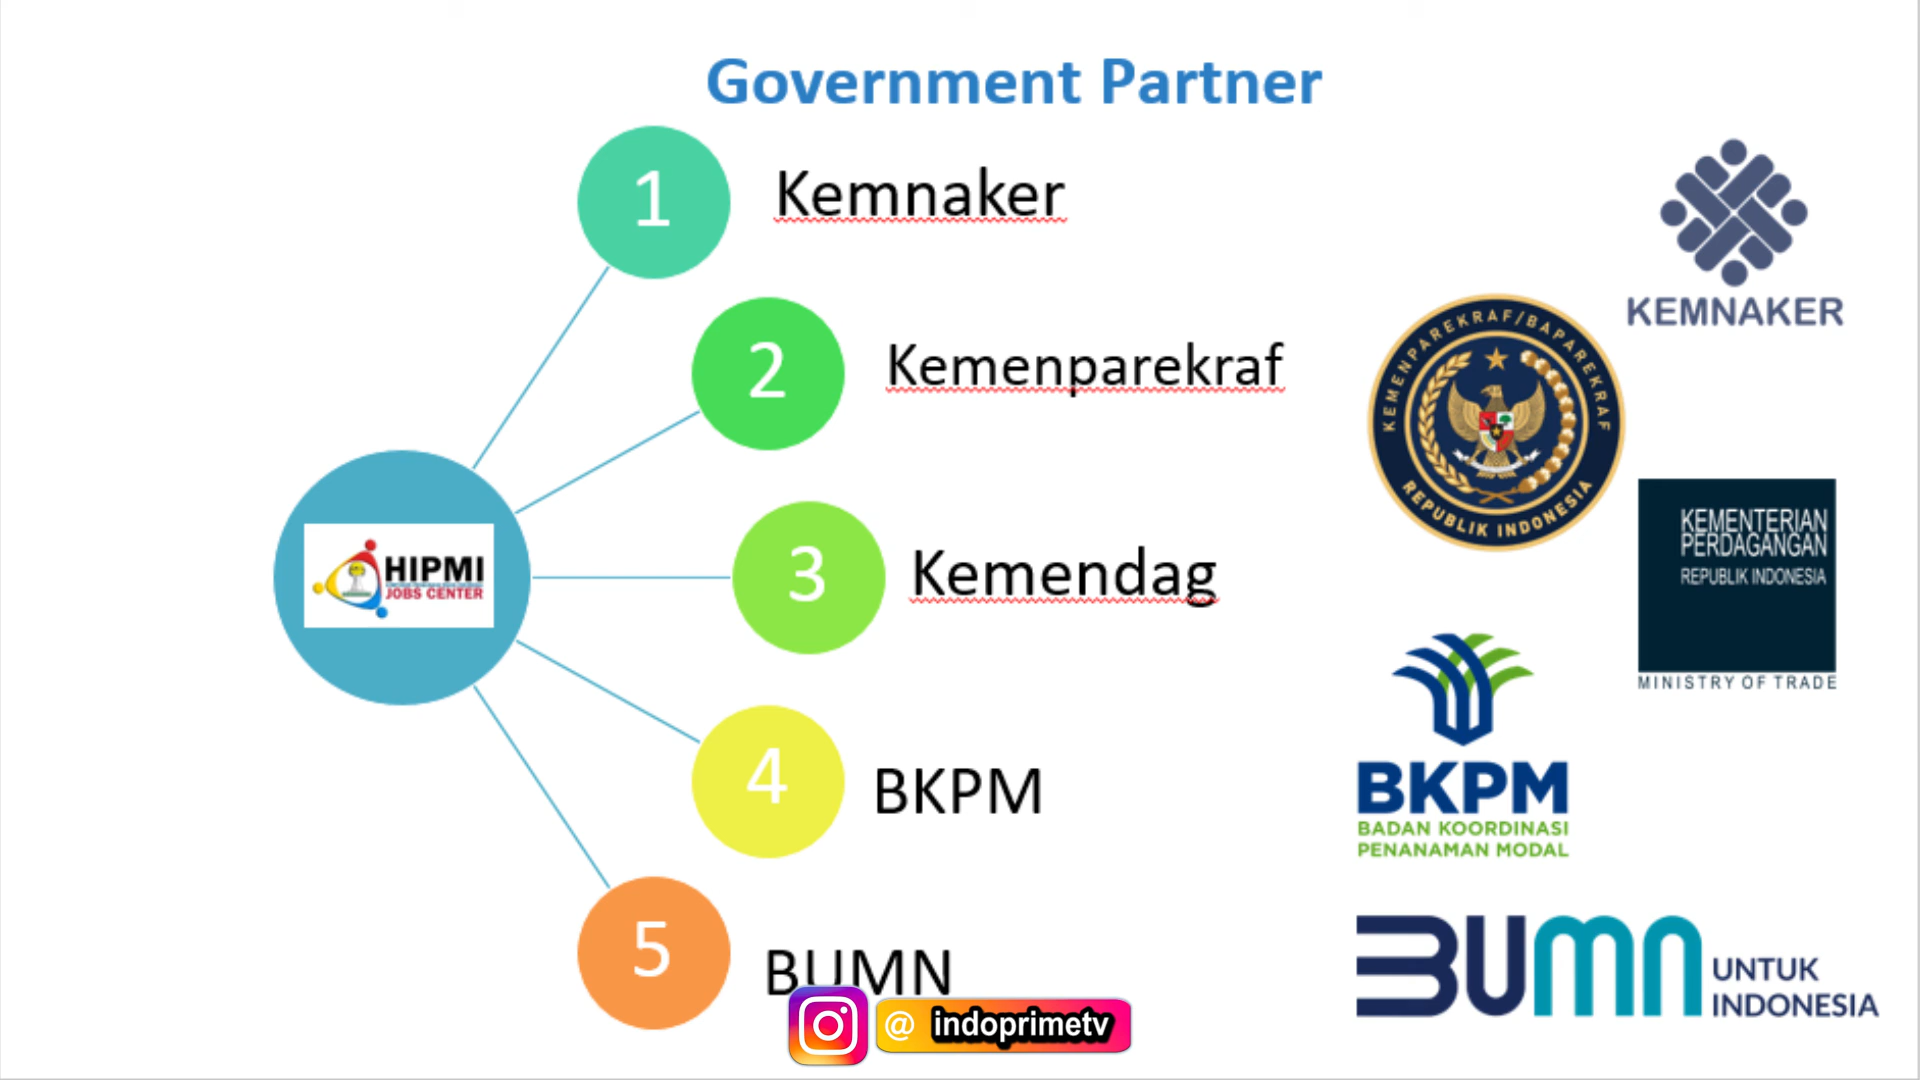 Government Partner
1
Kemnaker
KEMNAKER
2
Kemenparekraf
KEMENPAREKRAF/BAPAREKRAF
REPUBLIK INDONESIA
HIPMI
JOBS CENTER
3
Kemendag
KEMENTERIAN
PERDAGANGAN
REPUBLIK INDONESIA
MINISTRY OF TRADE
4
BKPM
BKPM
BADAN KOORDINASI
PENANAMAN MODAL
5
BUMN
BUMN
UNTUK
INDONESIA
@ indoprimetv